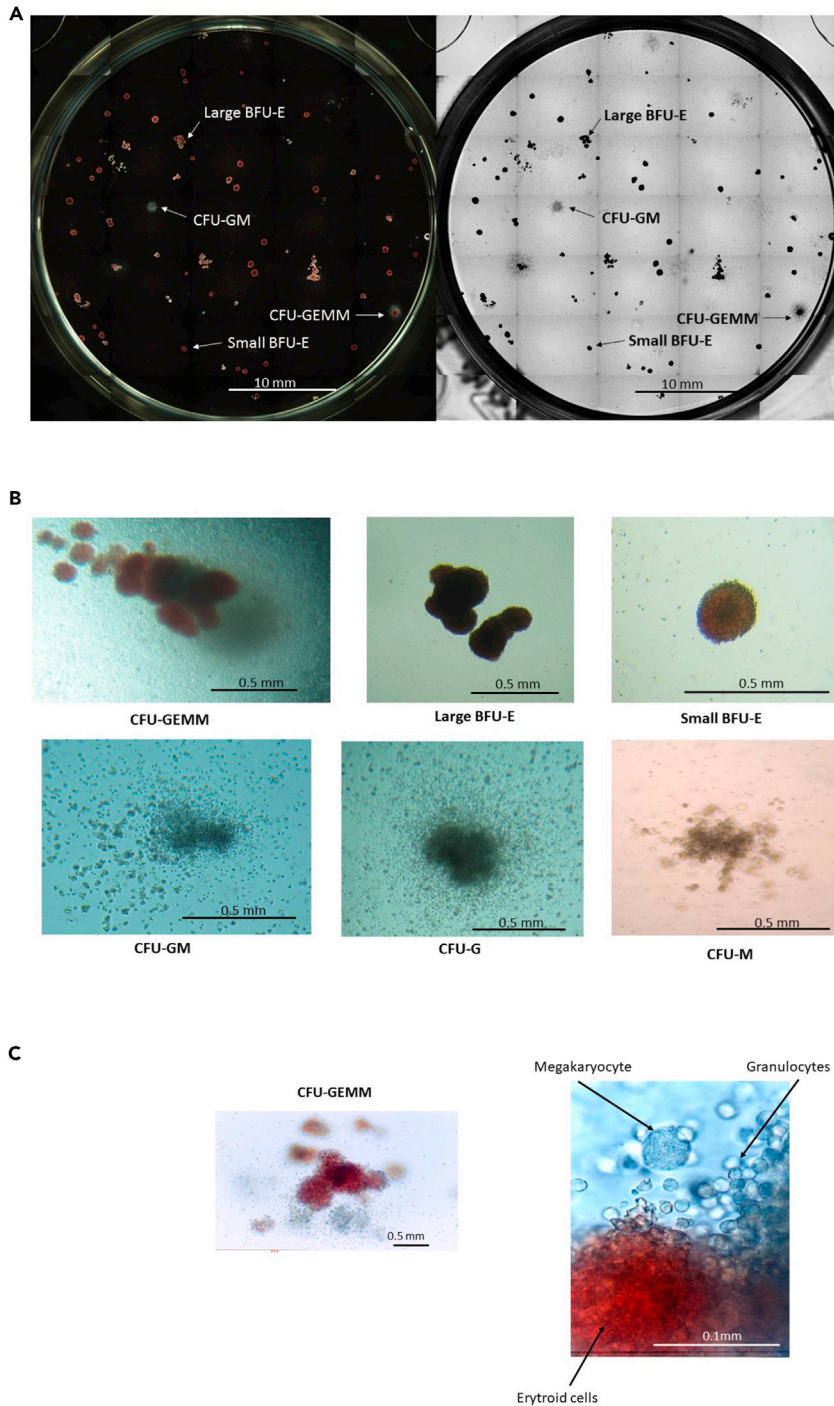 A
Large BFU-E
CFU-GM
CFU-GEMM
Small BFU-E
10 mm
Large BFU-E
CFU-GM
CFU-GEMM
Small BFU-E
10 mm
B
0.5 mm
CFU-GEMM
0.5 mm
Large BFU-E
0.5 mm
Small BFU-E
0.5 mm
CFU-GM
0.5 mm
CFU-G
0.5 mm
CFU-M
C
CFU-GEMM
0.5 mm
Megakaryocyte
Granulocytes
0.1mm
Erytroid cells